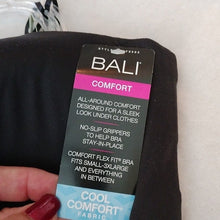 BALI
COMFORT
ALL-AROUND COMFORT
DESIGNED FOR A SLEEK
LOOK UNDER CLOTHES
NO-SLIP GRIPPERS
TO HELP BRA
STAY-IN-PLACE
COMFORT FLEX FIT® BRA
FITS SMALL-3XLARGE
AND EVERYTHING
IN BETWEEN
COOL
COMFORT
FABRIC